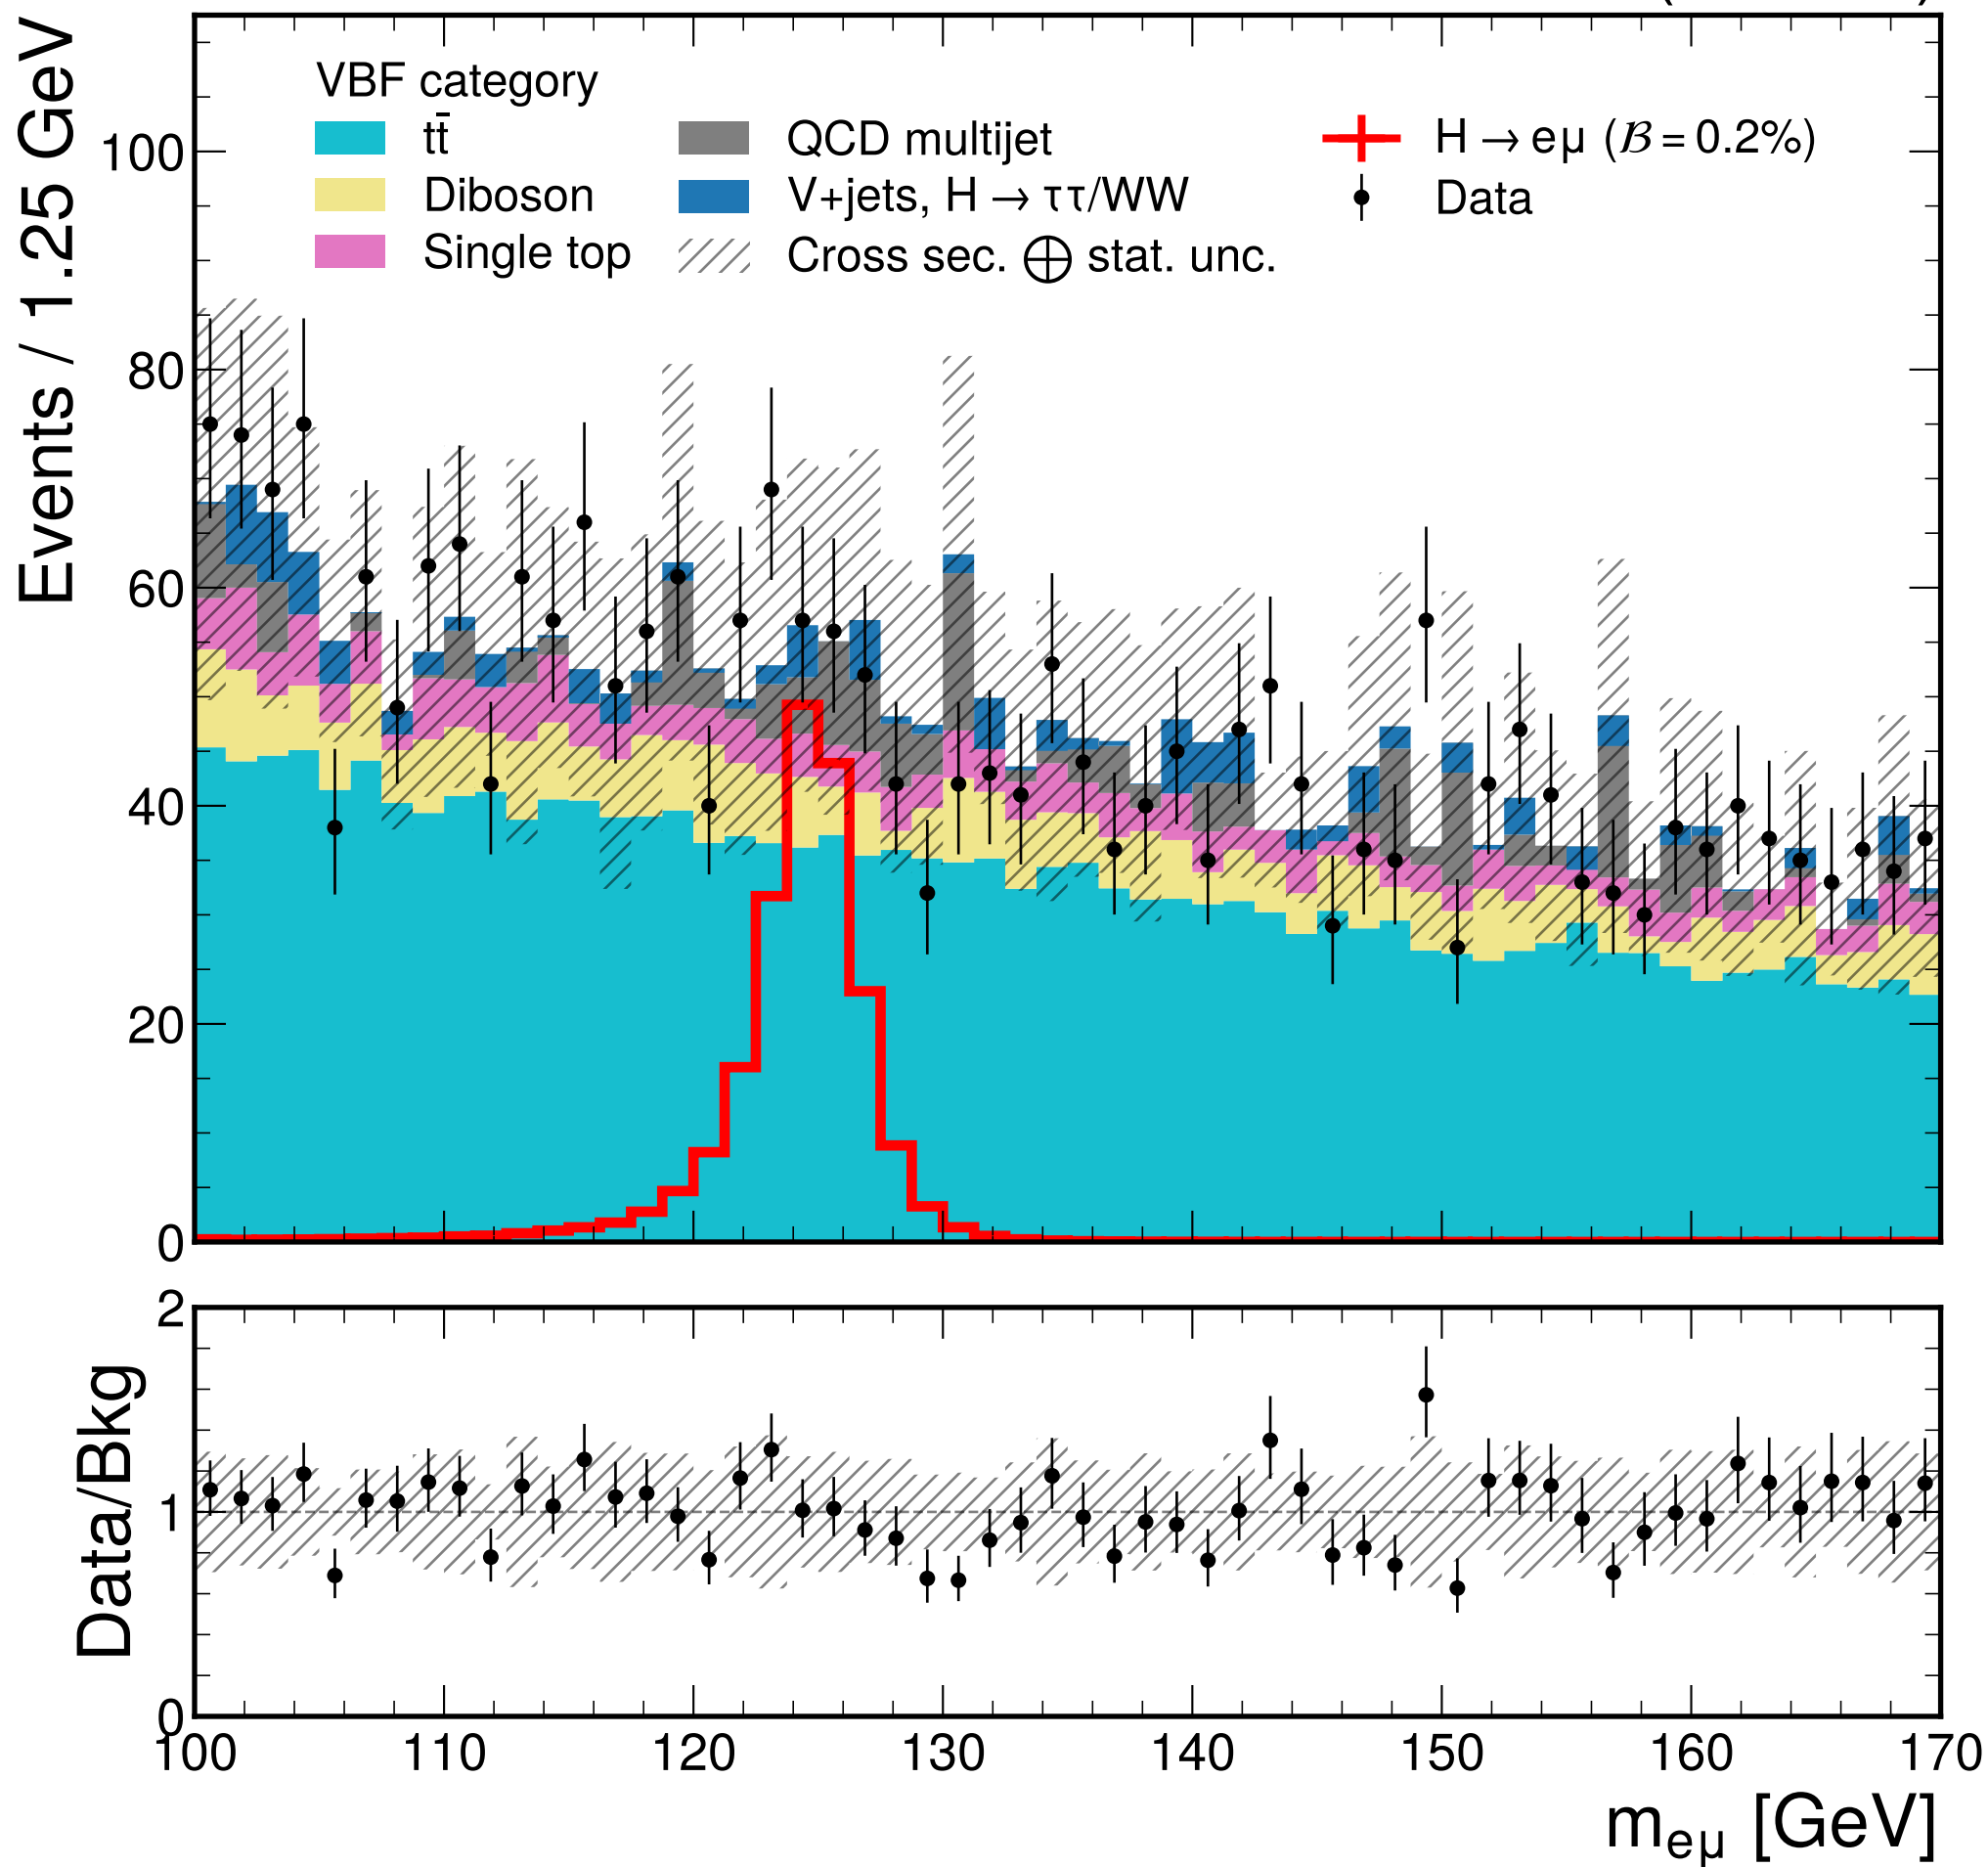 Events / 1.25 GeV
VBF category
tt̄
Diboson
Single top
QCD multijet
V+jets, H → ττ/WW
Cross sec. ⊕ stat. unc.
H → eμ (ℬ = 0.2%)
Data
100
80
60
40
20
0
Data/Bkg
2
1
0
100 110 120 130 140 150 160 170
m_eμ [GeV]